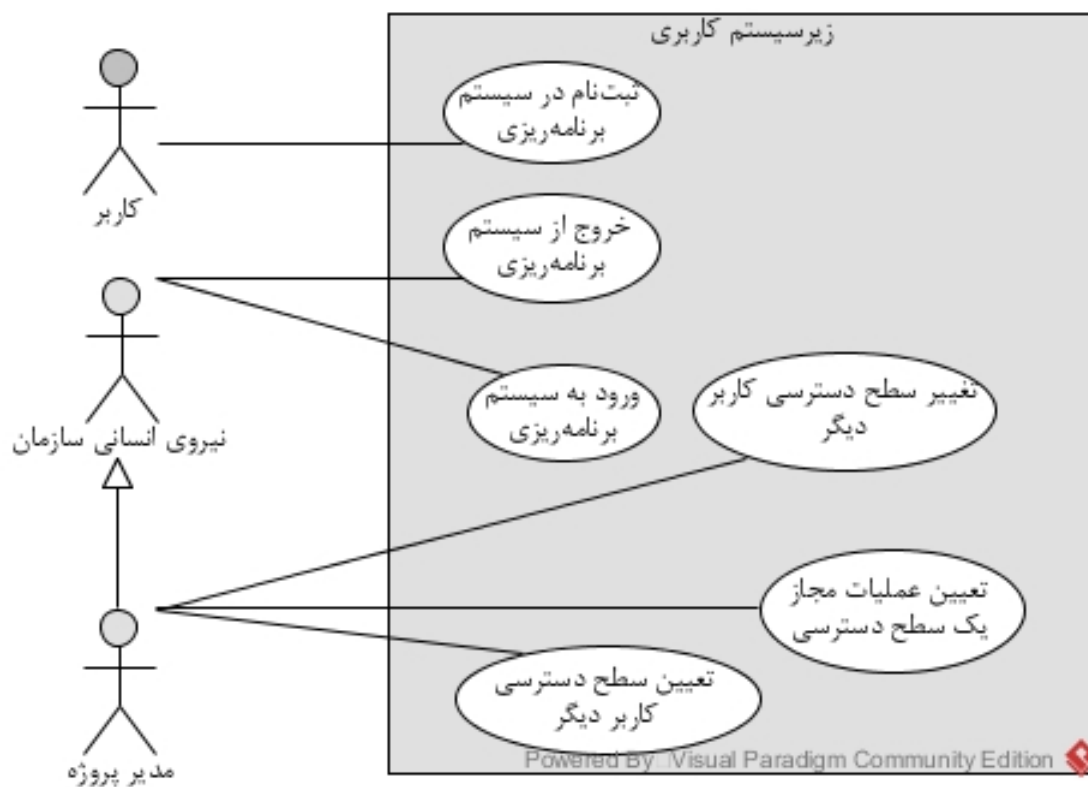 زیرسیستم کاربری
ثبت‌نام در سیستم
برنامه‌ریزی
کاربر
خروج از سیستم
برنامه‌ریزی
ورود به سیستم
برنامه‌ریزی
تغییر سطح دسترسی کاربر
دیگر
نیروی انسانی سازمان
تعیین عملیات مجاز
یک سطح دسترسی
تعیین سطح دسترسی
کاربر دیگر
مدیر پروژه
Powered By Visual Paradigm Community Edition